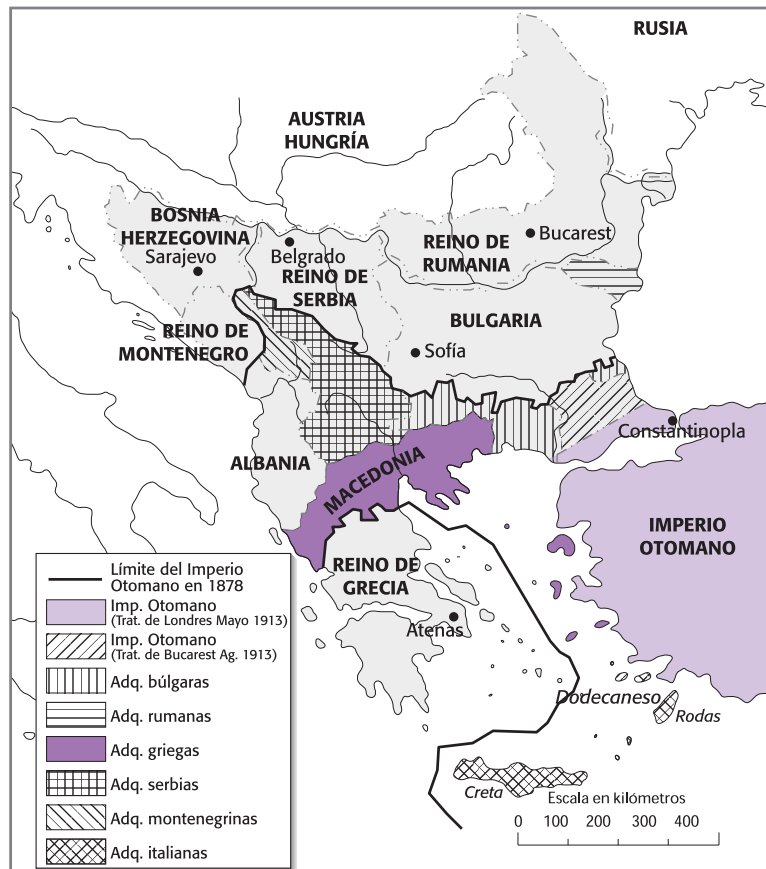 RUSIA
AUSTRIA
HUNGRÍA
BOSNIA
HERZEGOVINA
Sarajevo
Belgrado
REINO DE
SERBIA
REINO DE
RUMANIA
Bucarest
REINO DE
MONTENEGRO
BULGARIA
Sofía
Constantinopla
ALBANIA
MACEDONIA
IMPERIO
OTOMANO
REINO DE
GRECIA
Atenas
Dodecaneso
Rodas
Creta
Escala en kilómetros
0 100 200 300 400
Límite del Imperio
Otomano en 1878
Imp. Otomano
(Trat. de Londres Mayo 1913)
Imp. Otomano
(Trat. de Bucarest Ag. 1913)
Adq. búlgaras
Adq. rumanas
Adq. griegas
Adq. serbias
Adq. montenegrinas
Adq. italianas